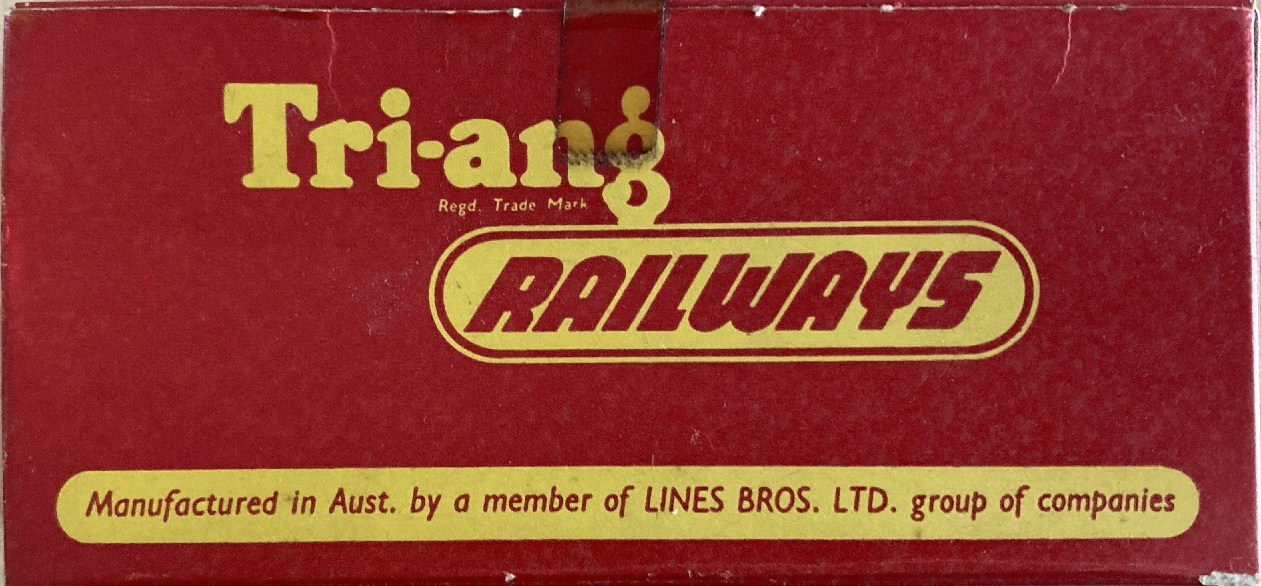 Tri-ang
Regd. Trade Mark
RAILWAYS
Manufactured in Aust. by a member of LINES BROS. LTD. group of companies